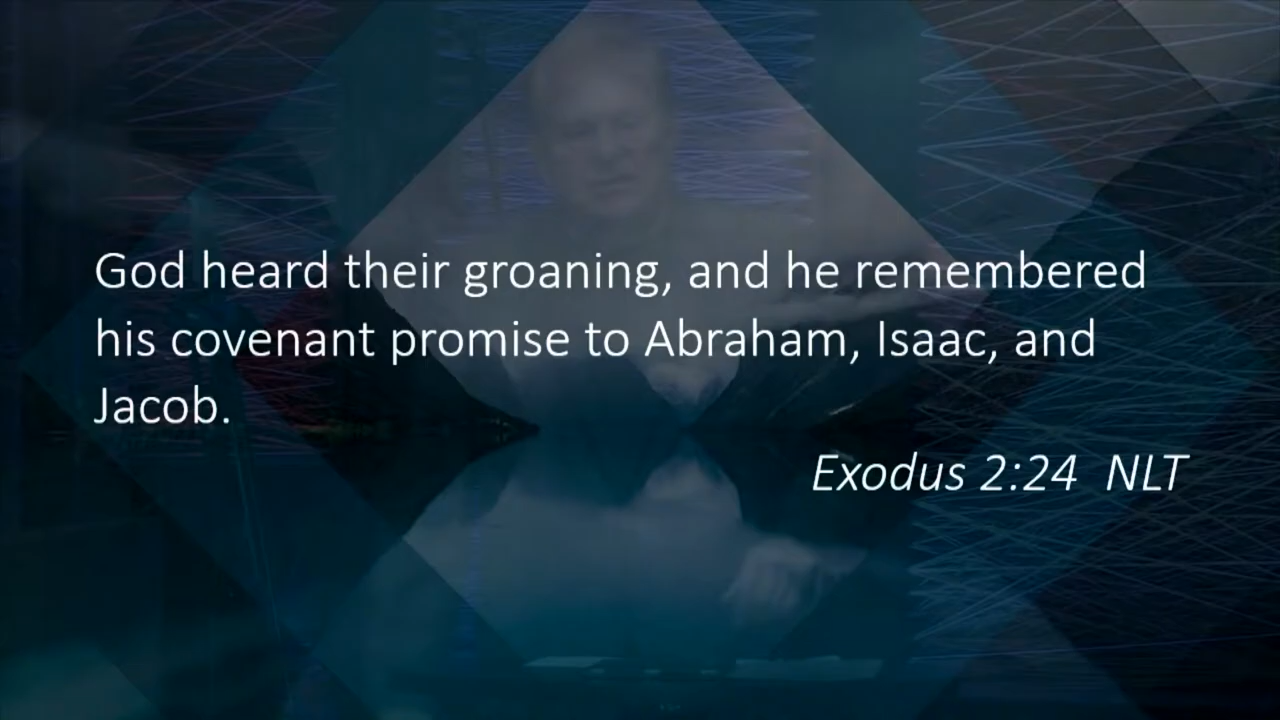 God heard their groaning, and he remembered
his covenant promise to Abraham, Isaac, and
Jacob.
Exodus 2:24 NLT